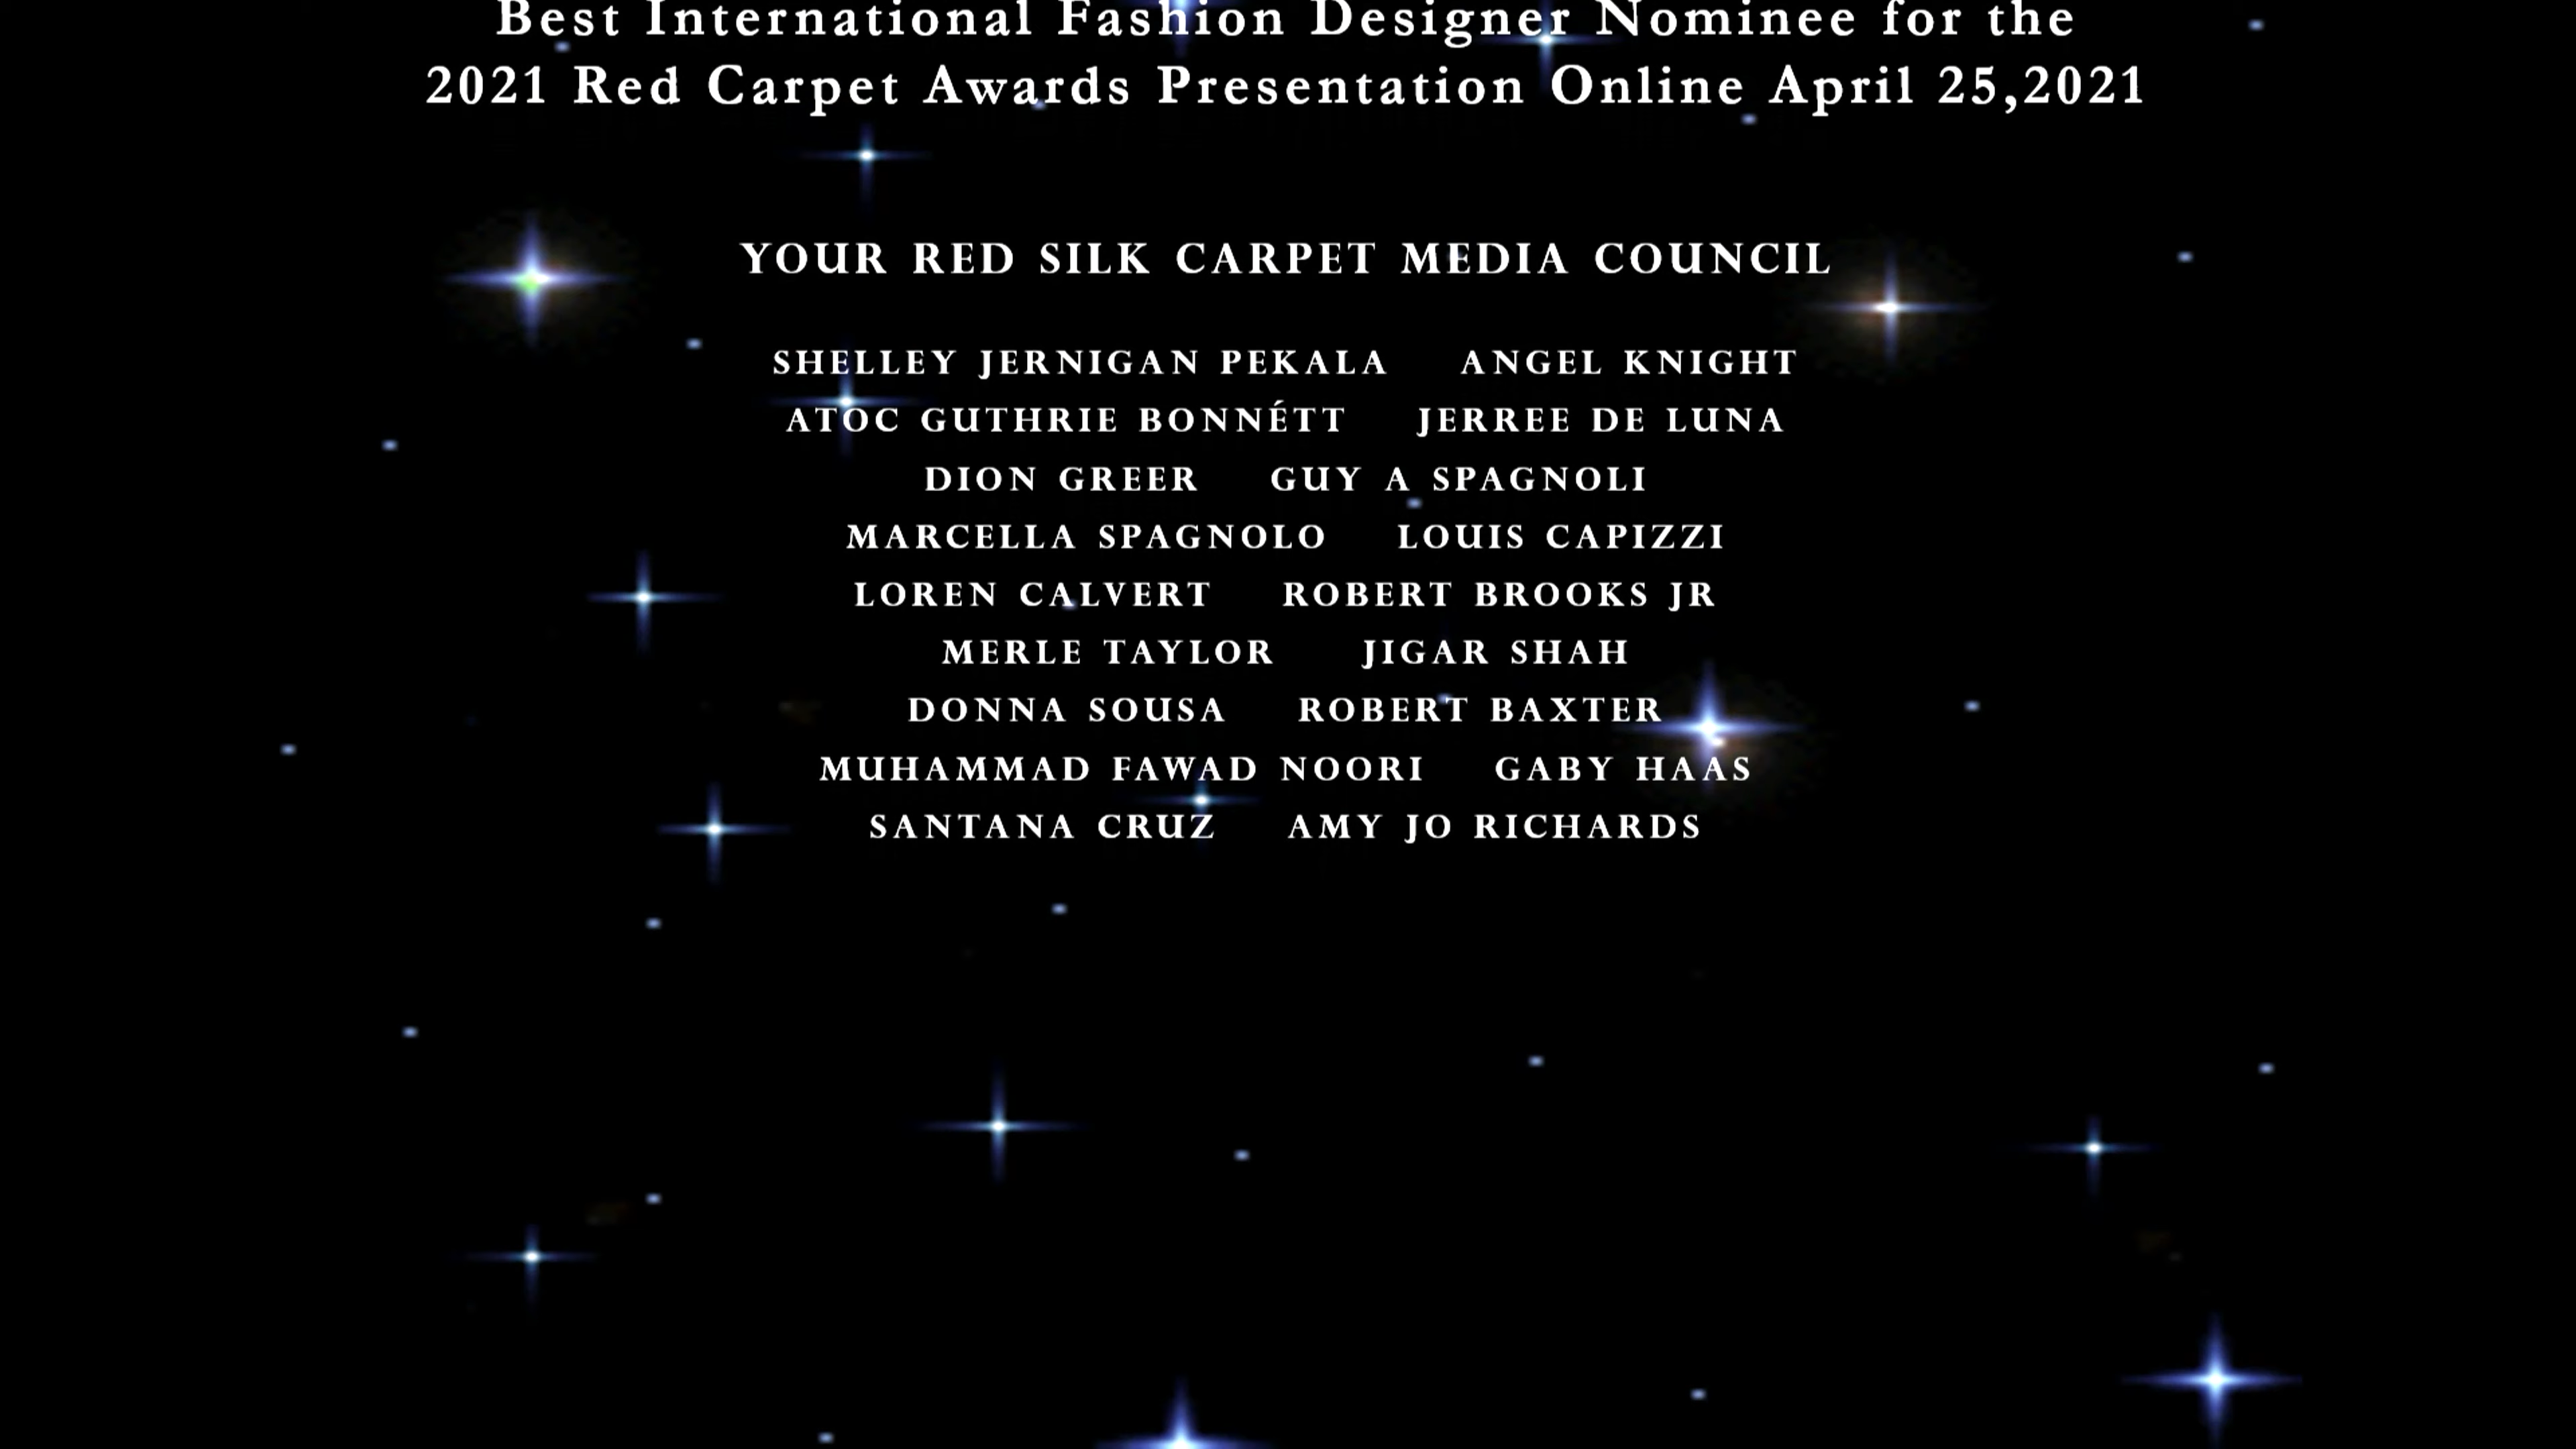 Best International Fashion Designer Nominee for the
2021 Red Carpet Awards Presentation Online April 25,2021
YOUR RED SILK CARPET MEDIA COUNCIL
SHELLEY JERNIGAN PEKALA ANGEL KNIGHT
ATOC GUTHRIE BONNÉTT JERREE DE LUNA
DION GREER GUY A SPAGNOLI
MARCELLA SPAGNOLO LOUIS CAPIZZI
LOREN CALVERT ROBERT BROOKS JR
MERLE TAYLOR JIGAR SHAH
DONNA SOUSA ROBERT BAXTER
MUHAMMAD FAWAD NOORI GABY HAAS
SANTANA CRUZ AMY JO RICHARDS